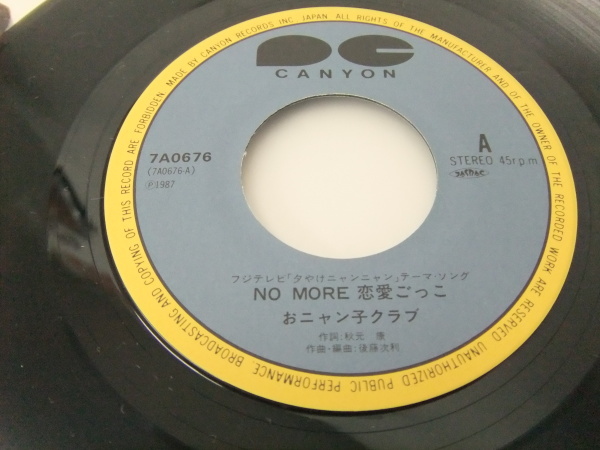 CANYON
MADE BY CANYON RECORDS INC. JAPAN. ALL RIGHTS OF THE MANUFACTURER AND OF THE OWNER OF THE RECORDED WORK ARE RESERVED UNAUTHORIZED PUBLIC PERFORMANCE BROADCASTING AND COPYING OF THIS RECORD ARE FORBIDDEN.
7A0676
(7A0676-A)
Ⓟ1987
A
STEREO 45rpm
フジテレビ「夕やけニャンニャン」テーマ・ソング
NO MORE 恋愛ごっこ
おニャン子クラブ
作詞:秋元 康
作曲・編曲:後藤次利